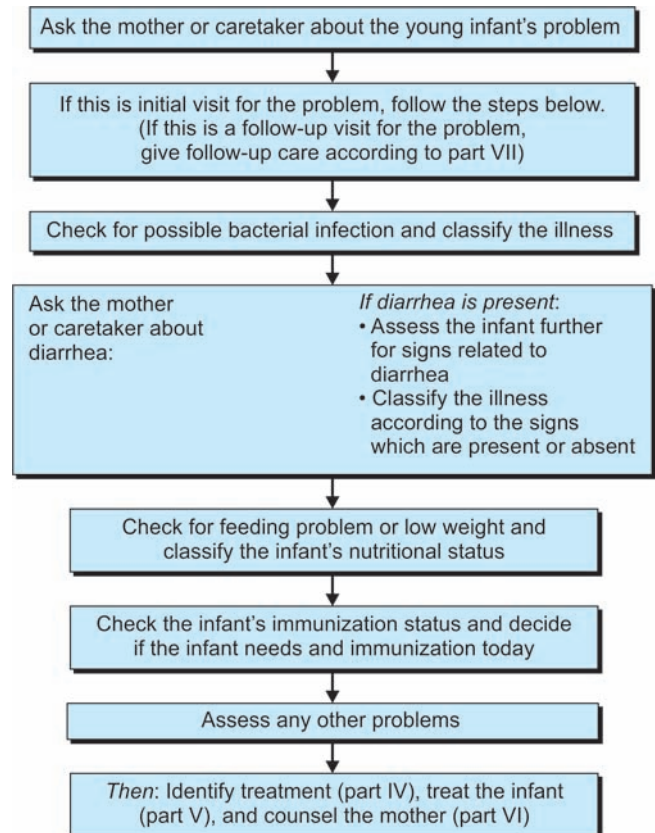 Ask the mother or caretaker about the young infant's problem
If this is initial visit for the problem, follow the steps below.
(If this is a follow-up visit for the problem,
give follow-up care according to part VII)
Check for possible bacterial infection and classify the illness
Ask the mother
or caretaker about
diarrhea:
If diarrhea is present:
• Assess the infant further
for signs related to
diarrhea
• Classify the illness
according to the signs
which are present or absent
Check for feeding problem or low weight and
classify the infant's nutritional status
Check the infant's immunization status and decide
if the infant needs and immunization today
Assess any other problems
Then: Identify treatment (part IV), treat the infant
(part V), and counsel the mother (part VI)